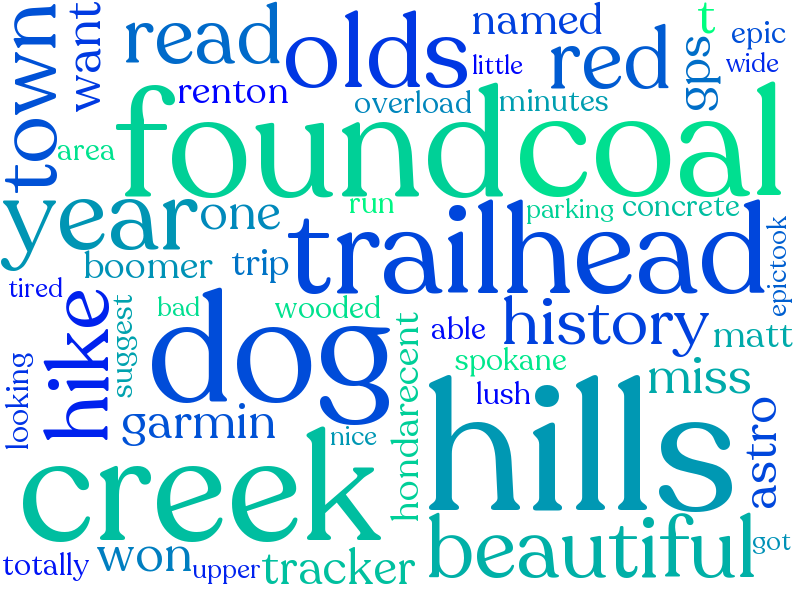 town
want
read
olds
named
little
red
gps
t
epic
wide
renton
overload
minutes
area
found
coal
year
one
run
parking
concrete
boomer
trip
trailhead
epictook
tired
hike
suggest
bad
wooded
dog
able
history
matt
spokane
looking
garmin
nice
hondarecent
lush
miss
hills
astro
creek
totally
won
upper
tracker
beautiful
got